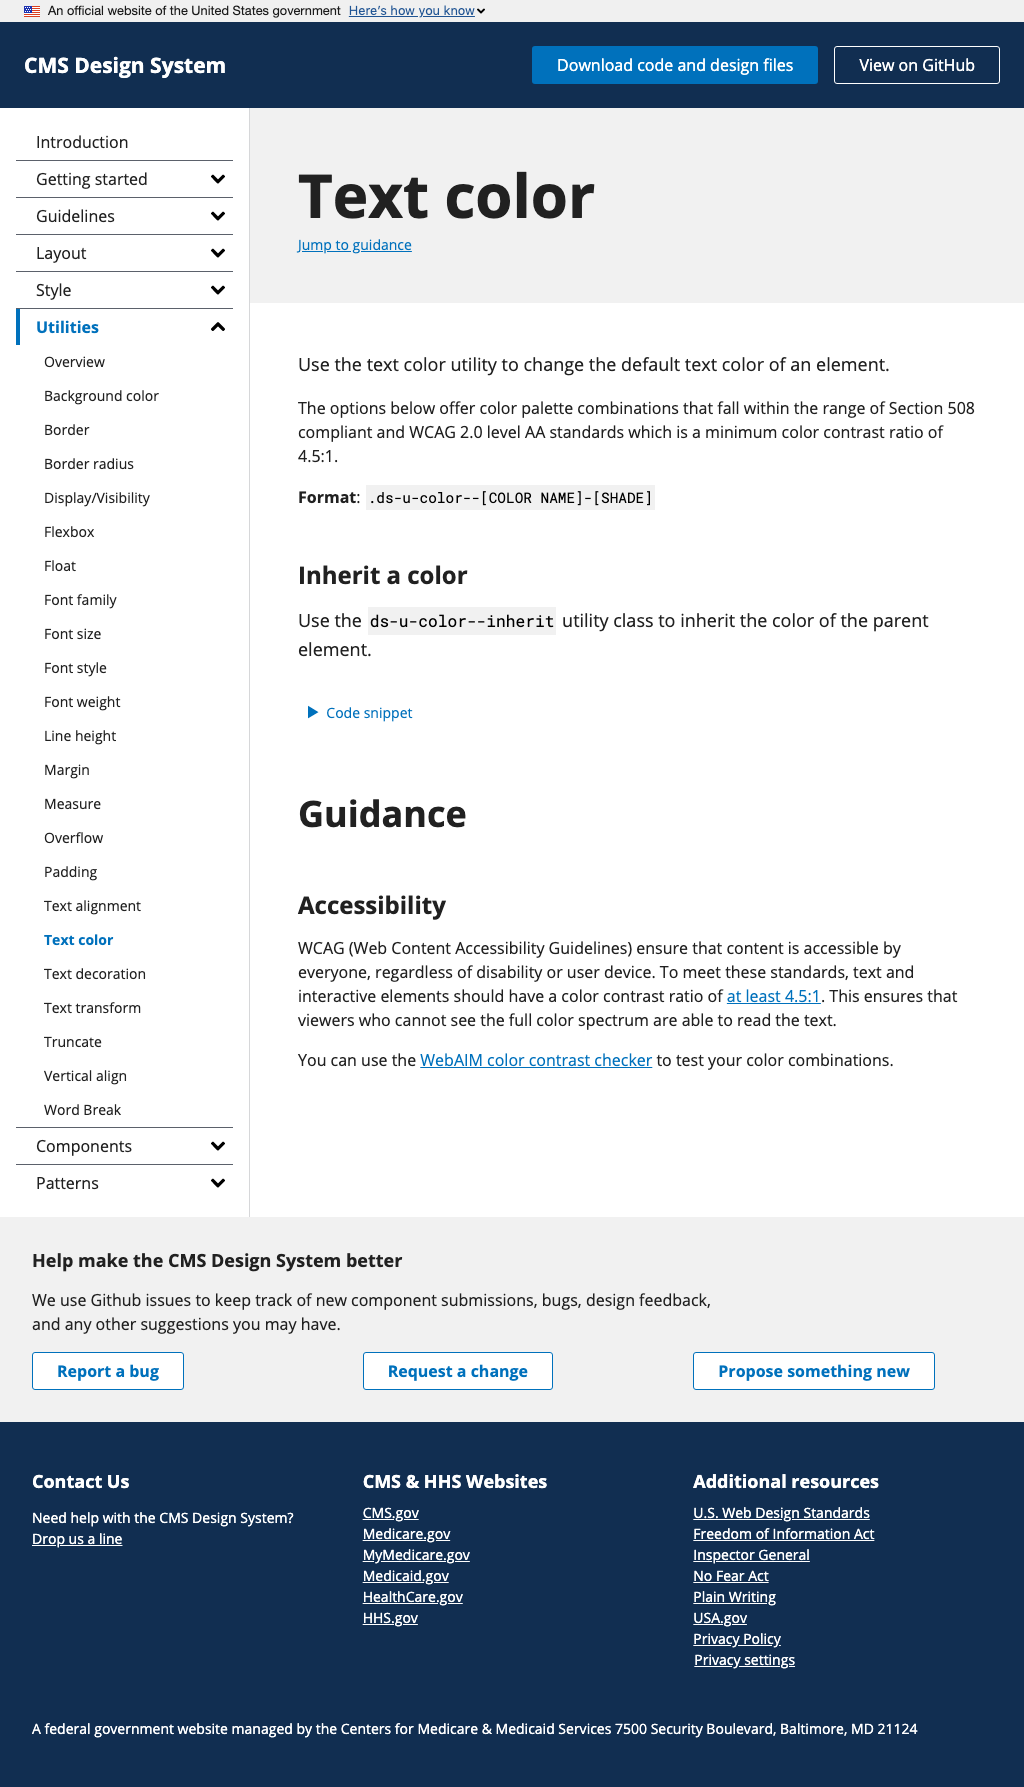 An official website of the United States government Here's how you know
CMS Design System
Download code and design files
View on GitHub
Introduction
Getting started
Guidelines
Layout
Style
Utilities
Overview
Background color
Border
Border radius
Display/Visibility
Flexbox
Float
Font family
Font size
Font style
Font weight
Line height
Margin
Measure
Overflow
Padding
Text alignment
Text color
Text decoration
Text transform
Truncate
Vertical align
Word Break
Components
Patterns
Text color
Jump to guidance
Use the text color utility to change the default text color of an element.
The options below offer color palette combinations that fall within the range of Section 508
compliant and WCAG 2.0 level AA standards which is a minimum color contrast ratio of
4.5:1.
Format: .ds-u-color--[COLOR NAME]-[SHADE]
Inherit a color
Use the ds-u-color--inherit utility class to inherit the color of the parent
element.
Code snippet
Guidance
Accessibility
WCAG (Web Content Accessibility Guidelines) ensure that content is accessible by
everyone, regardless of disability or user device. To meet these standards, text and
interactive elements should have a color contrast ratio of at least 4.5:1. This ensures that
viewers who cannot see the full color spectrum are able to read the text.
You can use the WebAIM color contrast checker to test your color combinations.
Help make the CMS Design System better
We use Github issues to keep track of new component submissions, bugs, design feedback,
and any other suggestions you may have.
Report a bug
Request a change
Propose something new
Contact Us
Need help with the CMS Design System?
Drop us a line
CMS & HHS Websites
CMS.gov
Medicare.gov
MyMedicare.gov
Medicaid.gov
HealthCare.gov
HHS.gov
Additional resources
U.S. Web Design Standards
Freedom of Information Act
Inspector General
No Fear Act
Plain Writing
USA.gov
Privacy Policy
Privacy settings
A federal government website managed by the Centers for Medicare & Medicaid Services 7500 Security Boulevard, Baltimore, MD 21124